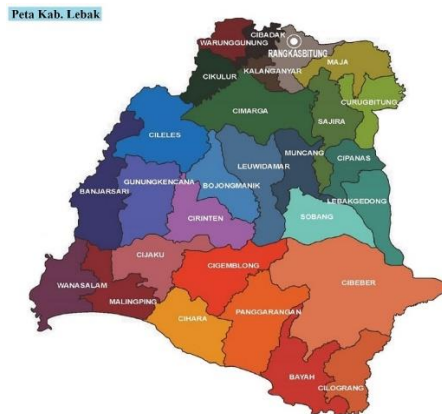 Peta Kab. Lebak
CIBADAK
WARUNGGUNUNG
RANGKASBITUNG
MAJA
KALANGANYAR
CIKULUR
CURUGBITUNG
CIMARGA
SAJIRA
CILELES
MUNCANG
CIPANAS
LEUWIDAMAR
BANJARSARI
GUNUNGKENCANA
BOJONGMANIK
LEBAKGEDONG
CIRINTEN
SOBANG
CIJAKU
CIGEMBLONG
CIBEBER
WANASALAM
MALINGPING
CIHARA
PANGGARANGAN
BAYAH
CILOGRANG